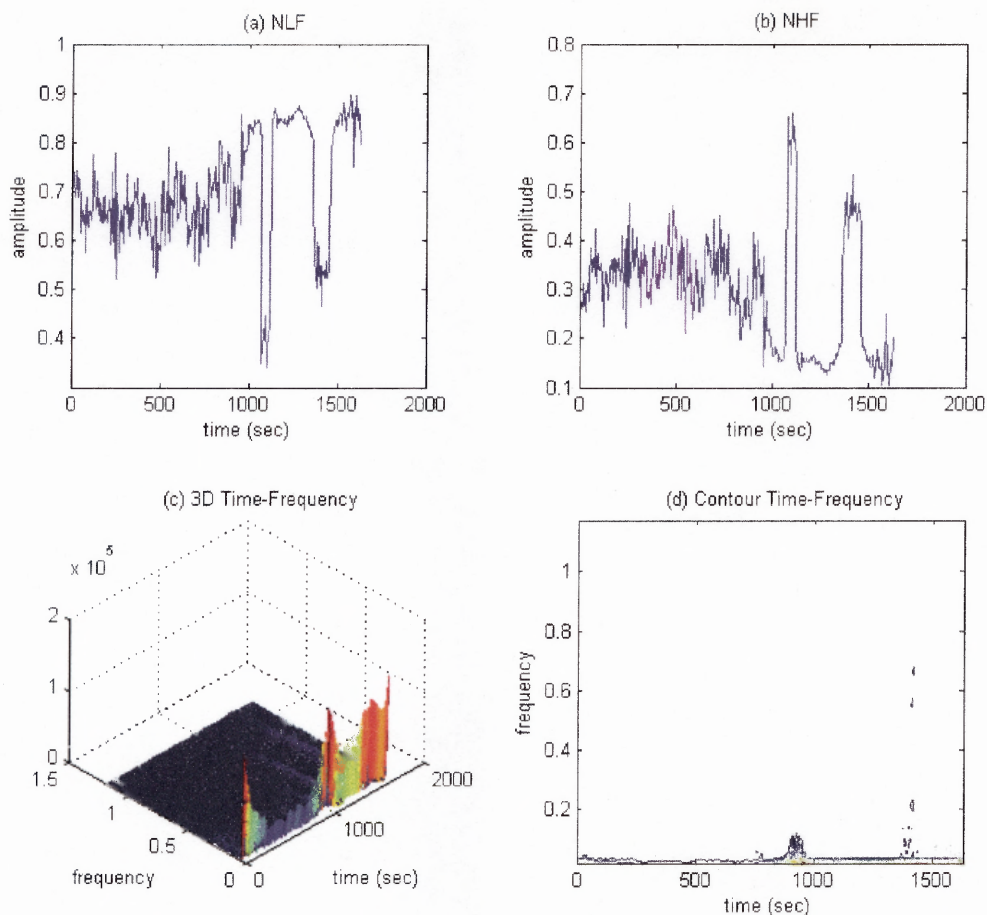 (a) NLF
1
0.9
0.8
0.7
0.6
0.5
0.4
amplitude
0 500 1000 1500 2000
time (sec)
(b) NHF
0.8
0.7
0.6
0.5
0.4
0.3
0.2
0.1
amplitude
0 500 1000 1500 2000
time (sec)
(c) 3D Time-Frequency
x 10^5
2
1
0
1.5
1
0.5
0
0
1000
2000
frequency
time (sec)
(d) Contour Time-Frequency
1
0.8
0.6
0.4
0.2
frequency
0 500 1000 1500
time (sec)